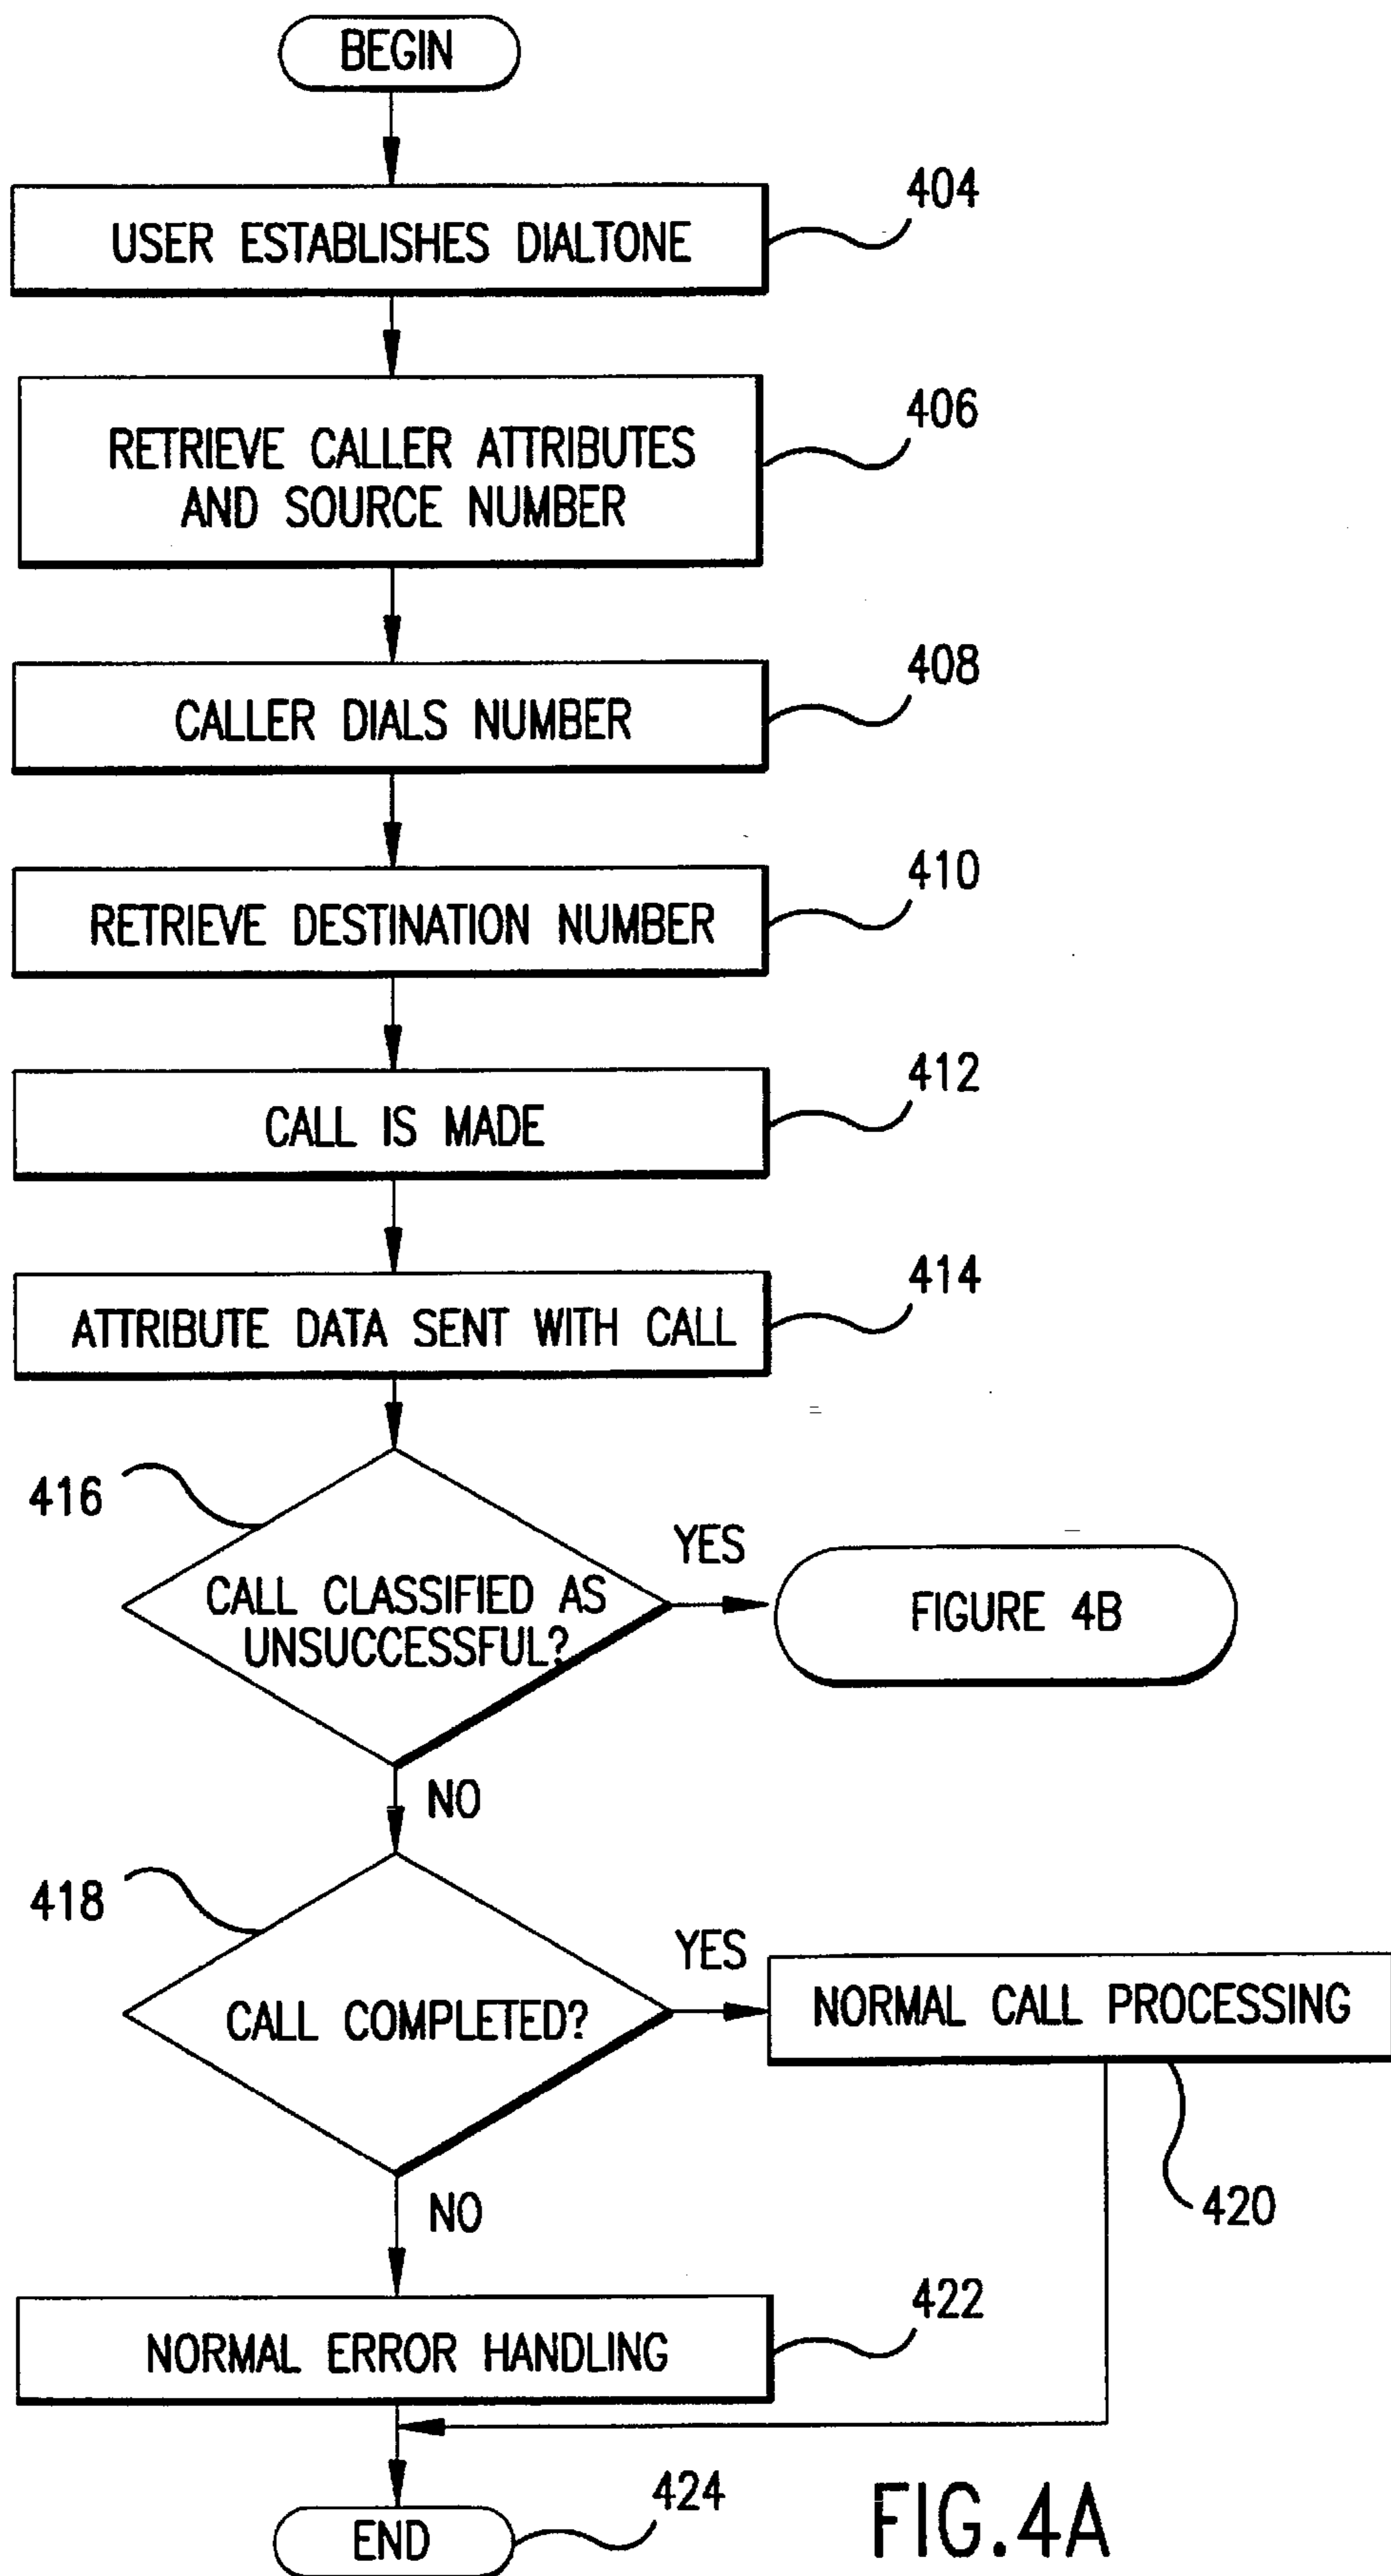 BEGIN
USER ESTABLISHES DIALTONE
404
RETRIEVE CALLER ATTRIBUTES
AND SOURCE NUMBER
406
CALLER DIALS NUMBER
408
RETRIEVE DESTINATION NUMBER
410
CALL IS MADE
412
ATTRIBUTE DATA SENT WITH CALL
414
416
CALL CLASSIFIED AS
UNSUCCESSFUL?
YES
FIGURE 4B
NO
418
CALL COMPLETED?
YES
NORMAL CALL PROCESSING
420
NO
NORMAL ERROR HANDLING
422
END
424
FIG.4A